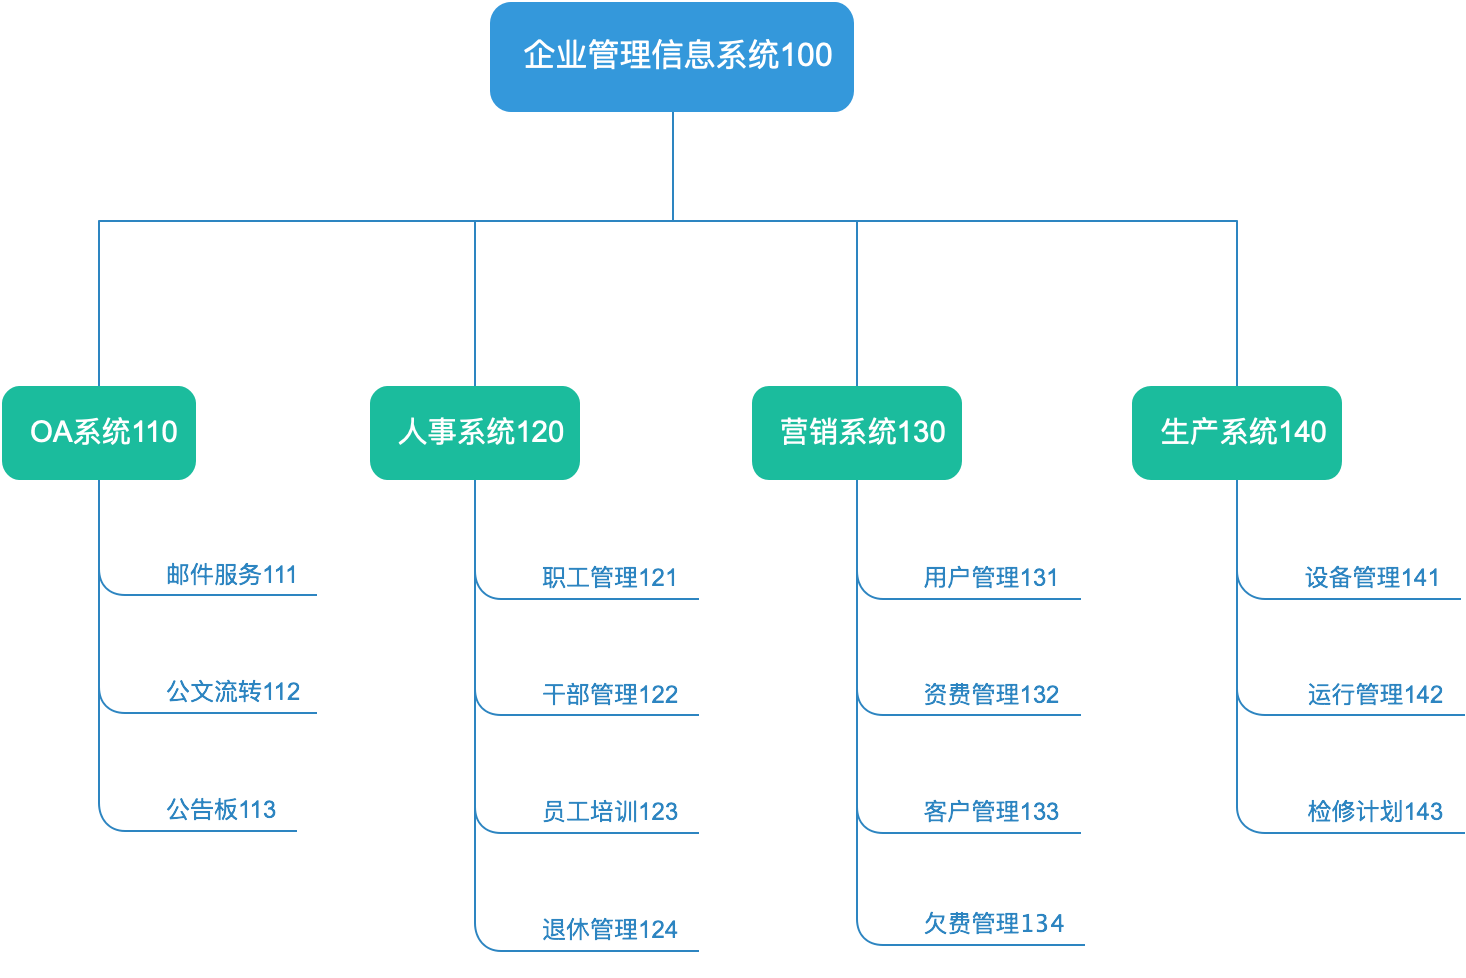 企业管理信息系统100
OA系统110
人事系统120
营销系统130
生产系统140
邮件服务111
职工管理121
用户管理131
设备管理141
公文流转112
干部管理122
资费管理132
运行管理142
公告板113
员工培训123
客户管理133
检修计划143
退休管理124
欠费管理134